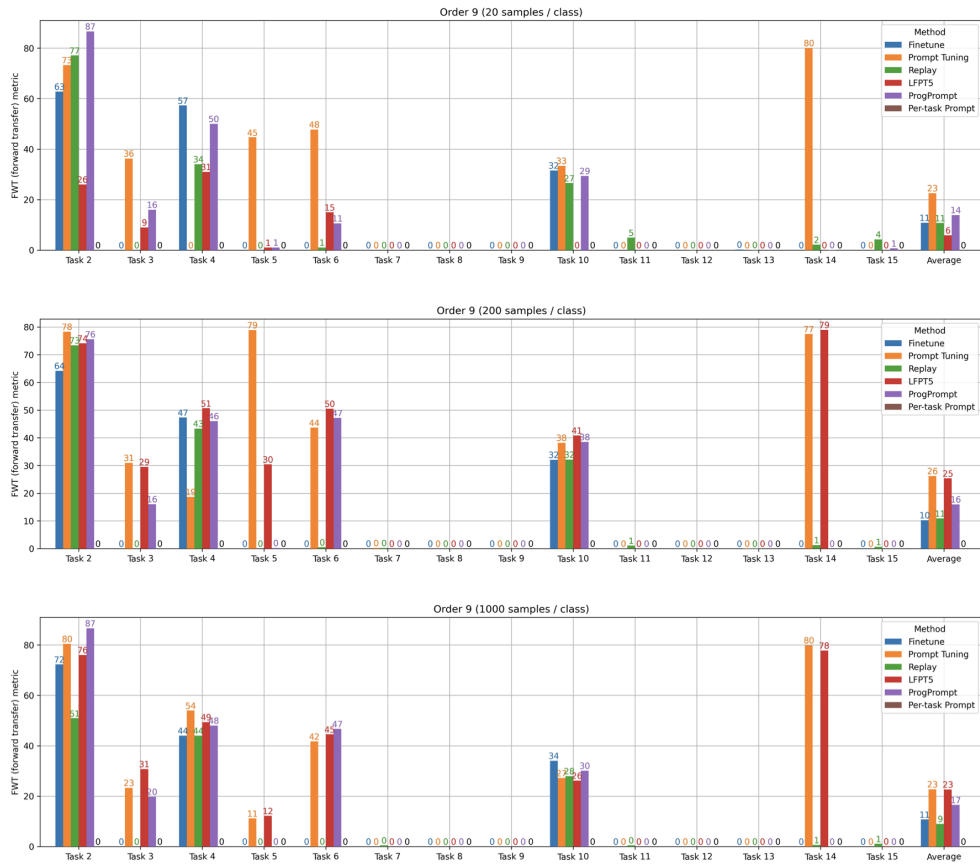 Order 9 (20 samples / class)
FWT (forward transfer) metric
80
60
40
20
0
63 73 77 26 87 0
0 36 0 9 16 0
57 0 34 31 50 0
0 45 0 1 1 0
0 48 1 15 11 0
0 0 0 0 0 0
0 0 0 0 0 0
0 0 0 0 0 0
32 33 27 0 29 0
0 0 5 0 0 0
0 0 0 0 0 0
0 0 0 0 0 0
0 80 2 0 0 0
0 0 4 0 1 0
11 23 11 6 14 0
Method
Finetune
Prompt Tuning
Replay
LFPT5
ProgPrompt
Per-task Prompt
Task 2 Task 3 Task 4 Task 5 Task 6 Task 7 Task 8 Task 9 Task 10 Task 11 Task 12 Task 13 Task 14 Task 15 Average
Order 9 (200 samples / class)
FWT (forward transfer) metric
80
70
60
50
40
30
20
10
0
64 78 73 74 76 0
0 31 0 29 16 0
47 19 43 51 46 0
0 79 0 30 0 0
0 44 0 50 47 0
0 0 0 0 0 0
0 0 0 0 0 0
0 0 0 0 0 0
32 38 32 41 38 0
0 0 1 0 0 0
0 0 0 0 0 0
0 0 0 0 0 0
0 77 1 79 0 0
0 0 1 0 0 0
10 26 11 25 16 0
Method
Finetune
Prompt Tuning
Replay
LFPT5
ProgPrompt
Per-task Prompt
Task 2 Task 3 Task 4 Task 5 Task 6 Task 7 Task 8 Task 9 Task 10 Task 11 Task 12 Task 13 Task 14 Task 15 Average
Order 9 (1000 samples / class)
FWT (forward transfer) metric
80
60
40
20
0
72 80 51 76 87 0
0 23 0 31 20 0
44 54 44 49 48 0
0 11 0 12 0 0
0 42 0 45 47 0
0 0 0 0 0 0
0 0 0 0 0 0
0 0 0 0 0 0
34 27 28 26 30 0
0 0 0 0 0 0
0 0 0 0 0 0
0 0 0 0 0 0
0 80 1 78 0 0
0 0 1 0 0 0
11 23 9 23 17 0
Method
Finetune
Prompt Tuning
Replay
LFPT5
ProgPrompt
Per-task Prompt
Task 2 Task 3 Task 4 Task 5 Task 6 Task 7 Task 8 Task 9 Task 10 Task 11 Task 12 Task 13 Task 14 Task 15 Average